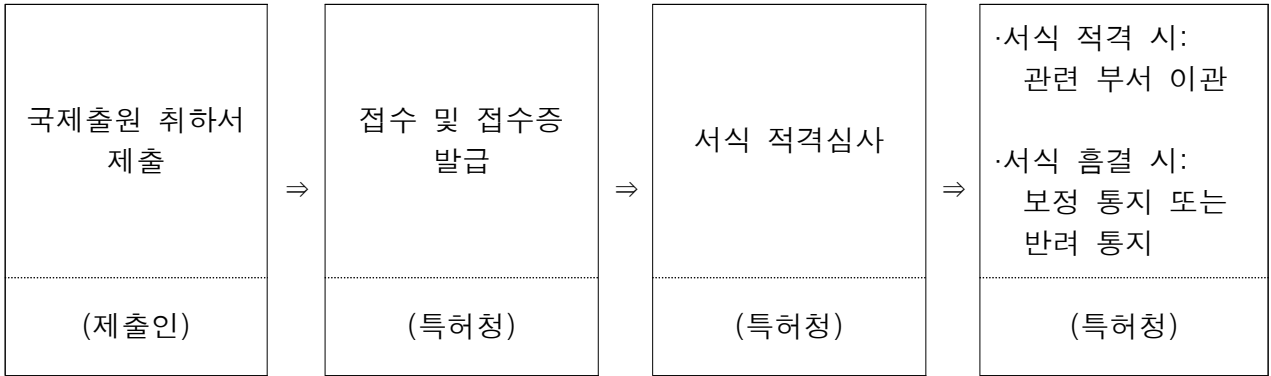 국제출원 취하서
제출
(제출인)
⇒
접수 및 접수증
발급
(특허청)
⇒
서식 적격심사
(특허청)
⇒
·서식 적격 시:
관련 부서 이관
·서식 흠결 시:
보정 통지 또는
반려 통지
(특허청)